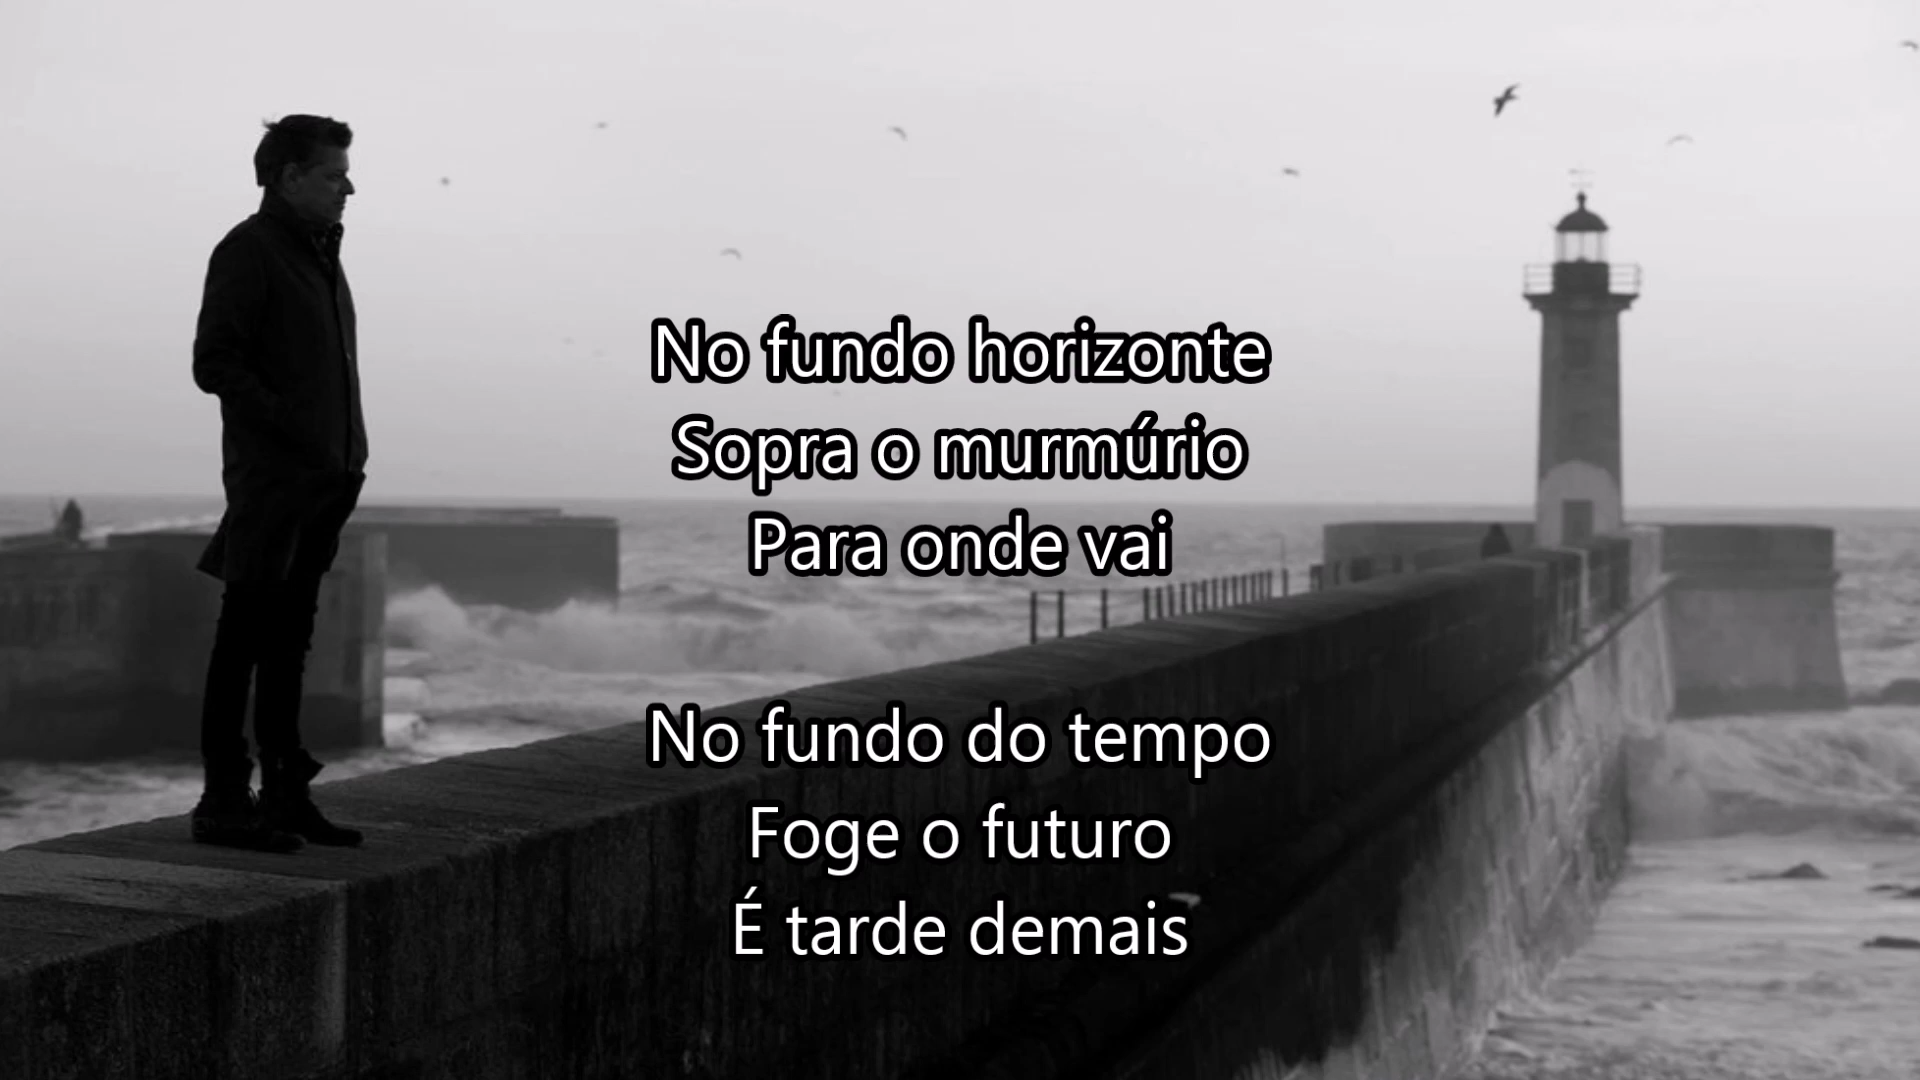 No fundo horizonte
Sopra o murmúrio
Para onde vai
No fundo do tempo
Foge o futuro
É tarde demais